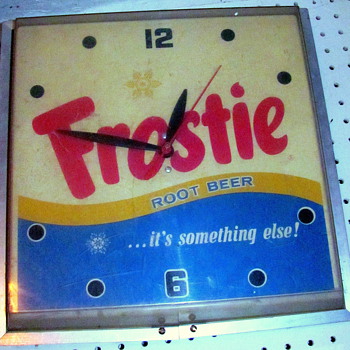 12
Frostie
ROOT BEER
...it's something else!
6